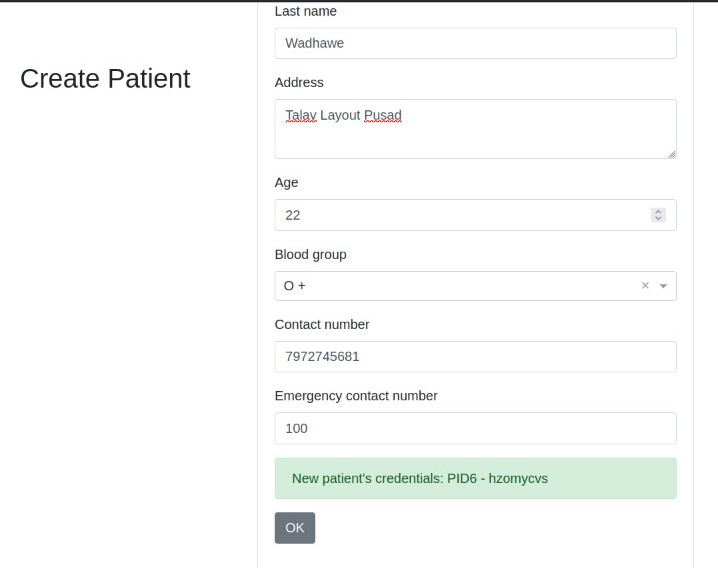 Last name
Wadhawe
Create Patient
Address
Talav Layout Pusad
Age
22
Blood group
O +
Contact number
7972745681
Emergency contact number
100
New patient's credentials: PID6 - hzomycvs
OK